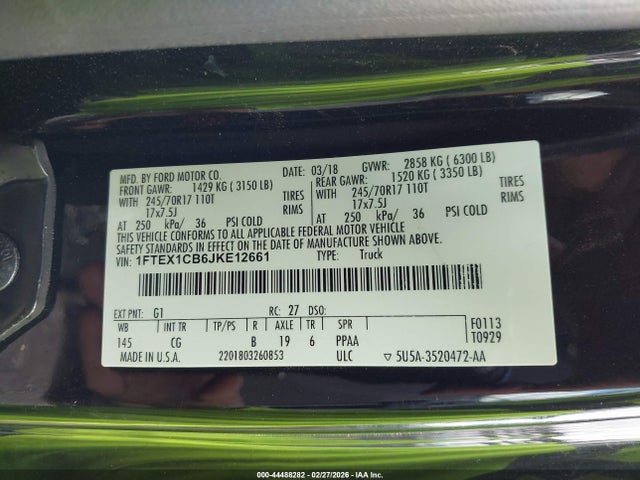 MFD. BY FORD MOTOR CO. DATE: 03/18 GVWR: 2858 KG ( 6300 LB)
FRONT GAWR: 1429 KG ( 3150 LB) REAR GAWR: 1520 KG ( 3350 LB)
WITH 245/70R17 110T TIRES WITH 245/70R17 110T TIRES
17x7.5J RIMS 17x7.5J RIMS
AT 250 kPa/ 36 PSI COLD AT 250 kPa/ 36 PSI COLD
THIS VEHICLE CONFORMS TO ALL APPLICABLE FEDERAL MOTOR VEHICLE
SAFETY STANDARDS IN EFFECT ON THE DATE OF MANUFACTURE SHOWN ABOVE.
VIN: 1FTEX1CB6JKE12661 TYPE: Truck
EXT PNT: G1 RC: 27 DSO:
WB INT TR TP/PS R AXLE TR SPR F0113
145 CG B 19 6 PPAA T0929
MADE IN U.S.A. 2201803260853 ULC ▽ 5U5A-3520472-AA
000-44488282 - 02/27/2026 - IAA Inc.